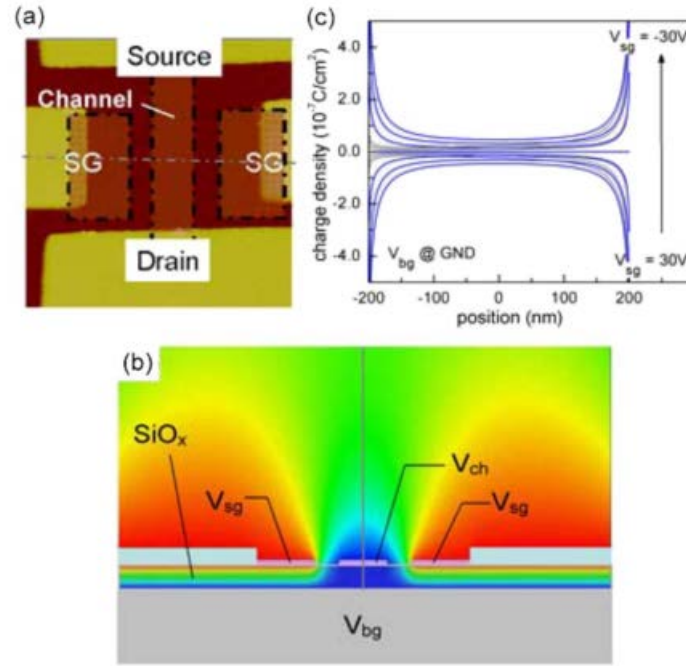 (a)
Source
Channel
SG
SG
Drain
(c)
charge density (10⁻⁷C/cm²)
4.0
2.0
0.0
-2.0
-4.0
V_sg = -30V
V_bg @ GND
V_sg = 30V
-200
-100
0
100
200
position (nm)
(b)
SiOₓ
V_sg
V_ch
V_sg
V_bg